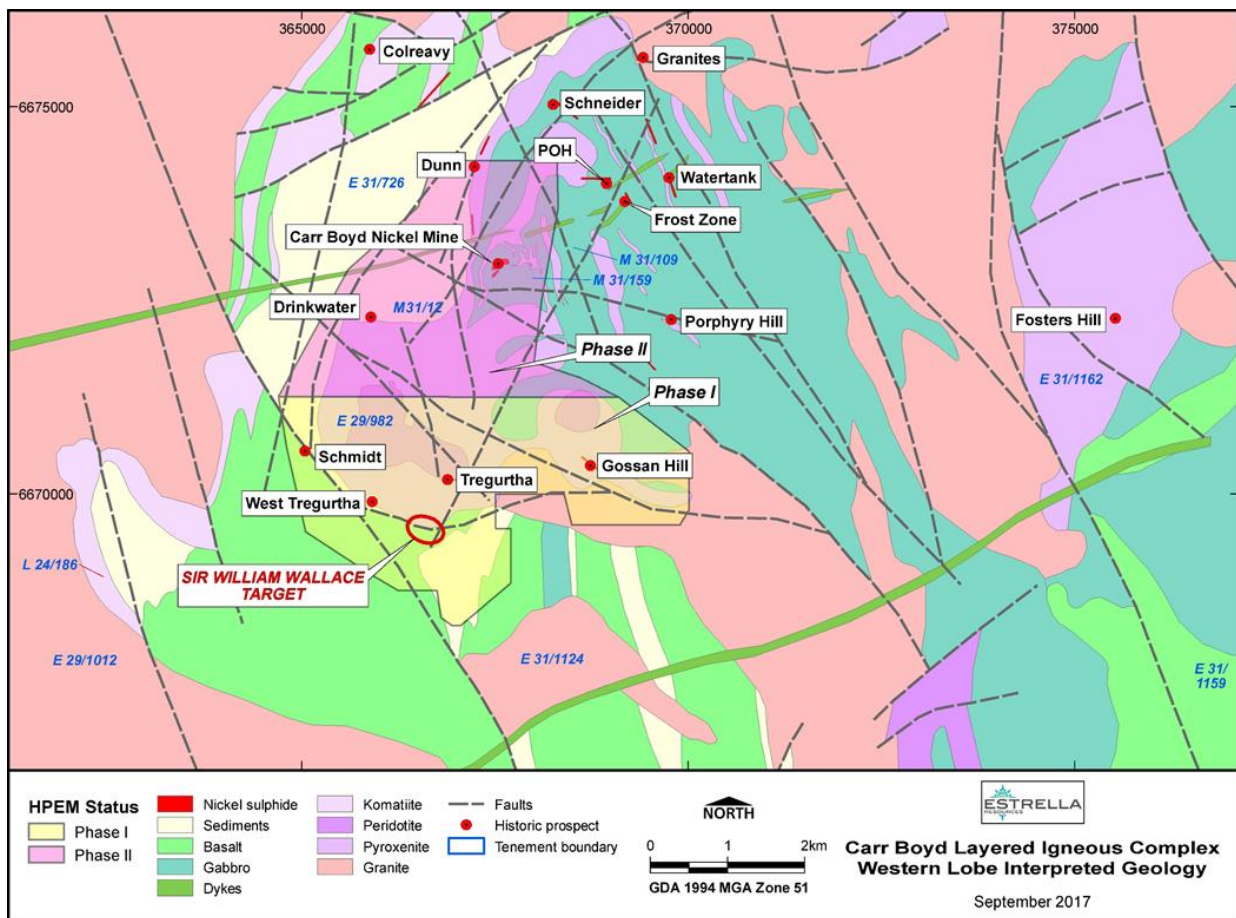 365000
370000
375000
Colreavy
Granites
6675000
Schneider
POH
Dunn
E 31/726
Watertank
Frost Zone
Carr Boyd Nickel Mine
M 31/109
M 31/159
Drinkwater
M31/12
Porphyry Hill
Fosters Hill
Phase II
E 31/1162
Phase I
E 29/982
Schmidt
Gossan Hill
Tregurtha
6670000
West Tregurtha
L 24/186
SIR WILLIAM WALLACE
TARGET
E 29/1012
E 31/1124
E 31/
1159
HPEM Status
Phase I
Phase II
Nickel sulphide
Sediments
Basalt
Gabbro
Dykes
Komatiite
Peridotite
Pyroxenite
Granite
Faults
Historic prospect
Tenement boundary
NORTH
0 1 2km
GDA 1994 MGA Zone 51
ESTRELLA
RESOURCES
Carr Boyd Layered Igneous Complex
Western Lobe Interpreted Geology
September 2017